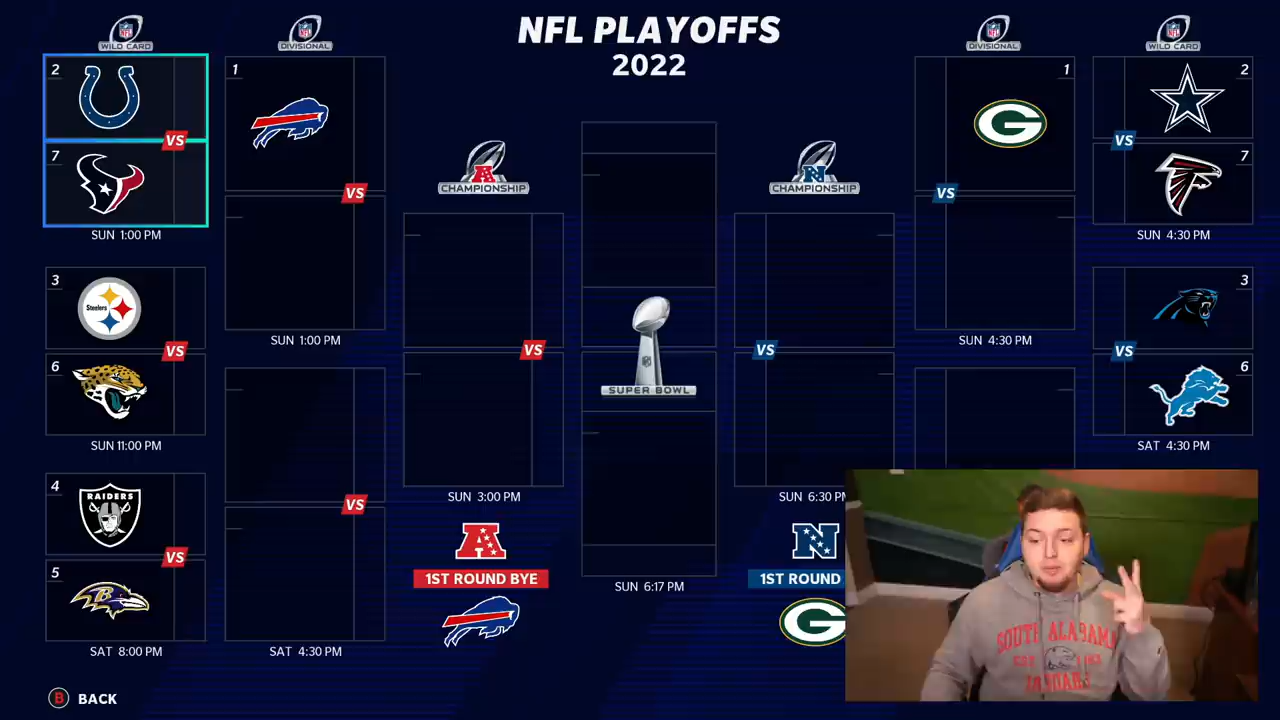 NFL PLAYOFFS
2022
WILD CARD
DIVISIONAL
DIVISIONAL
WILD CARD
2
VS
7
SUN 1:00 PM
3
Steelers
VS
6
SUN 11:00 PM
4
RAIDERS
VS
5
B
SAT 8:00 PM
1
VS
SUN 1:00 PM
VS
SAT 4:30 PM
A
CHAMPIONSHIP
VS
SUN 3:00 PM
A
1ST ROUND BYE
SUPER BOWL
SUN 6:17 PM
N
CHAMPIONSHIP
VS
SUN 6:30 PM
N
1ST ROUND
G
1
G
VS
SUN 4:30 PM
2
VS
7
SUN 4:30 PM
3
VS
6
SAT 4:30 PM
SOUTH ALABAMA
JAGUARS
B BACK